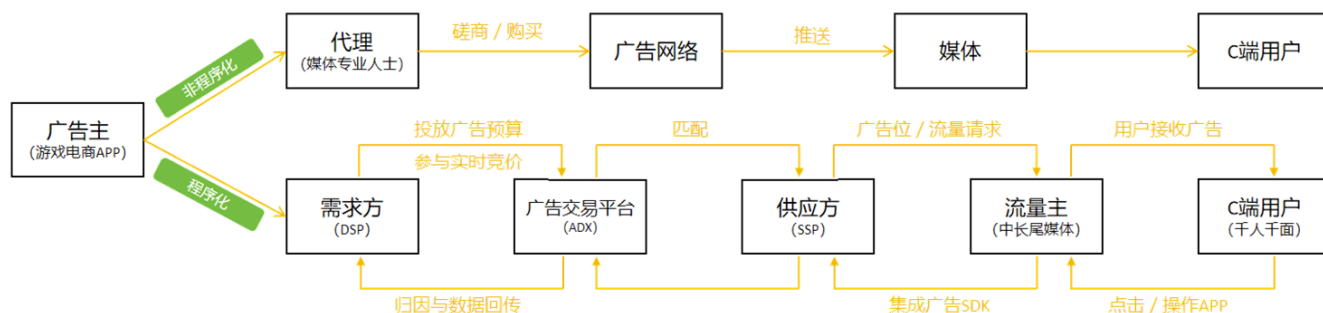 代理
（媒体专业人士）
磋商 / 购买
广告网络
推送
媒体
C端用户
非程序化
广告主
（游戏电商APP）
程序化
投放广告预算
参与实时竞价
匹配
广告位 / 流量请求
用户接收广告
需求方
（DSP）
广告交易平台
（ADX）
供应方
（SSP）
流量主
（中长尾媒体）
C端用户
（千人千面）
归因与数据回传
集成广告SDK
点击 / 操作APP